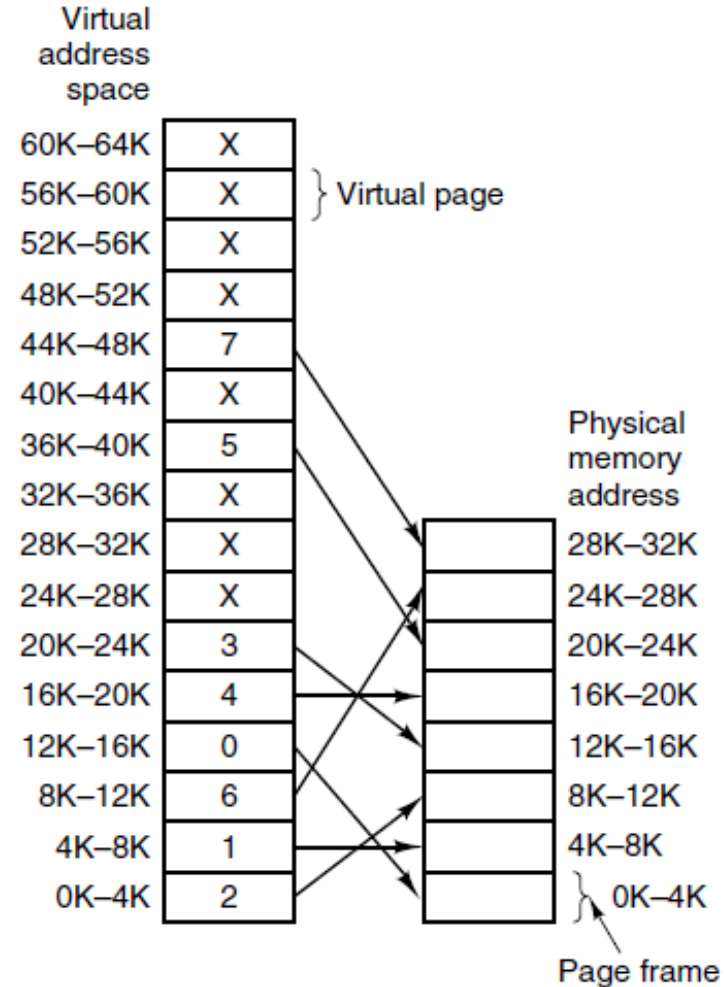 Virtual
address
space
60K–64K X
56K–60K X Virtual page
52K–56K X
48K–52K X
44K–48K 7
40K–44K X
36K–40K 5
32K–36K X
28K–32K X
24K–28K X
20K–24K 3
16K–20K 4
12K–16K 0
8K–12K 6
4K–8K 1
0K–4K 2
Physical
memory
address
28K–32K
24K–28K
20K–24K
16K–20K
12K–16K
8K–12K
4K–8K
0K–4K
Page frame